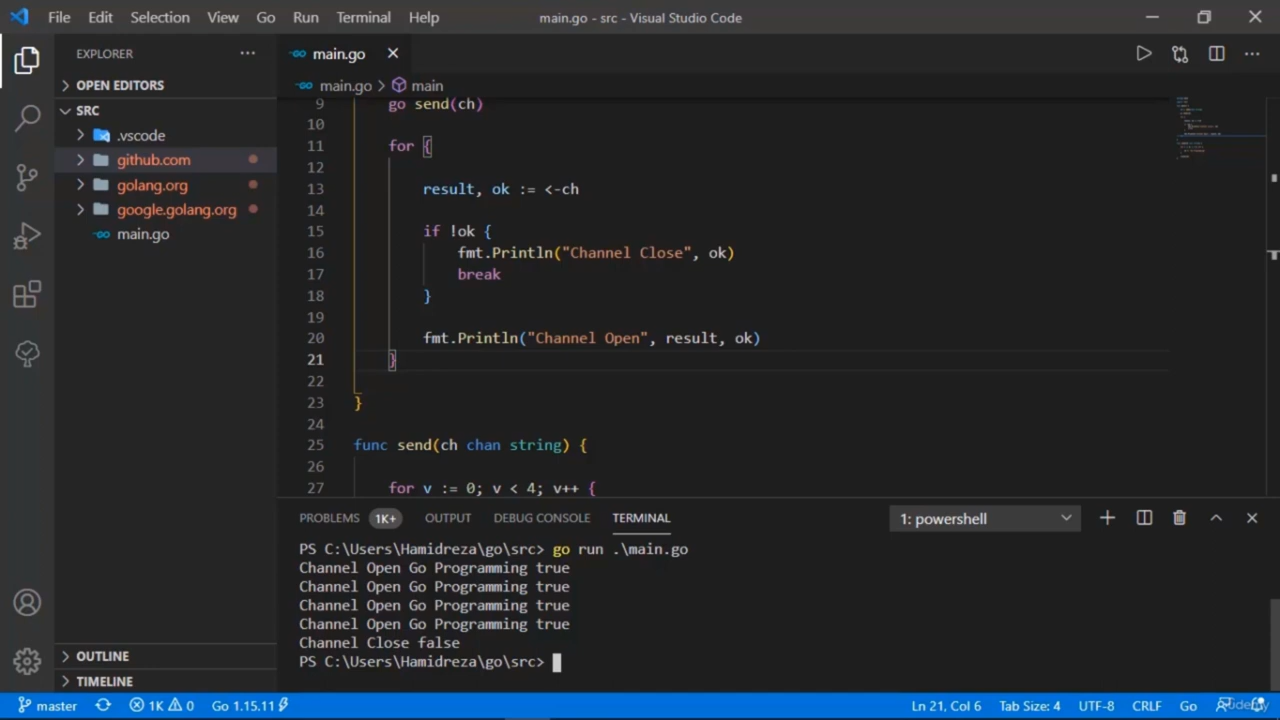 File Edit Selection View Go Run Terminal Help main.go - src - Visual Studio Code
EXPLORER
OPEN EDITORS
SRC
.vscode
github.com
golang.org
google.golang.org
main.go
OUTLINE
TIMELINE
main.go
main.go > main
9 go send(ch)
10
11 for {
12
13 result, ok := <-ch
14
15 if !ok {
16 fmt.Println("Channel Close", ok)
17 break
18 }
19
20 fmt.Println("Channel Open", result, ok)
21 }
22
23 }
24
25 func send(ch chan string) {
26
27 for v := 0; v < 4; v++ {
PROBLEMS 1K+ OUTPUT DEBUG CONSOLE TERMINAL 1: powershell
PS C:\Users\Hamidreza\go\src> go run .\main.go
Channel Open Go Programming true
Channel Open Go Programming true
Channel Open Go Programming true
Channel Open Go Programming true
Channel Close false
PS C:\Users\Hamidreza\go\src>
master 1K 0 Go 1.15.11 Ln 21, Col 6 Tab Size: 4 UTF-8 CRLF Go